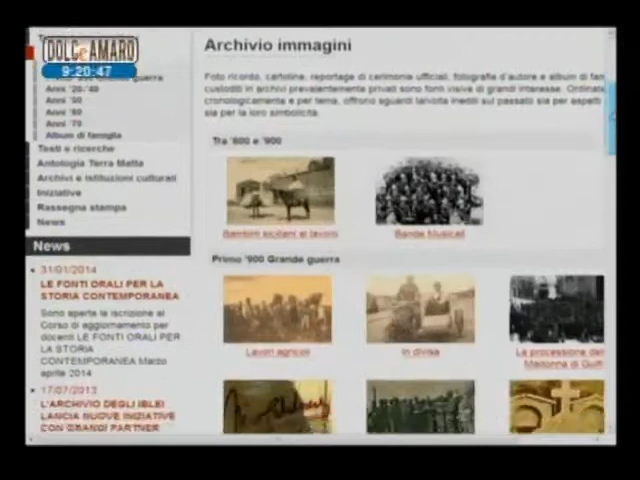 DOLCeAMARO
9:20:47
guerra
Anni '20-'40
Anni '50
Anni '60
Anni '70
Album di famiglia
Testi e ricerche
Antologia Terra Matta
Archivi e istituzioni culturali
Iniziative
Rassegna stampa
News
News
31/01/2014
LE FONTI ORALI PER LA
STORIA CONTEMPORANEA
Sono aperte le iscrizione al
Corso di aggiornamento per
docenti LE FONTI ORALI PER
LA STORIA
CONTEMPORANEA Marzo
aprile 2014
17/07/2013
L'ARCHIVIO DEGLI IBLEI
LANCIA NUOVE INIZIATIVE
CON GRANDI PARTNER
Archivio immagini
Foto ricordo, cartoline, reportage di cerimonie ufficiali, fotografie d'autore e album di fam
custoditi in archivi prevalentemente privati sono fonti visive di grandi interesse. Ordinate
cronologicamente e per tema, offrono sguardi talvolta inediti sul passato sia per aspetti
sia per la loro simbolicità.
Tra '800 e '900
Bambini siciliani al lavoro
Bande Musicali
Primo '900 Grande guerra
Lavori agricoli
In divisa
La processione della
Madonna di Gulfi